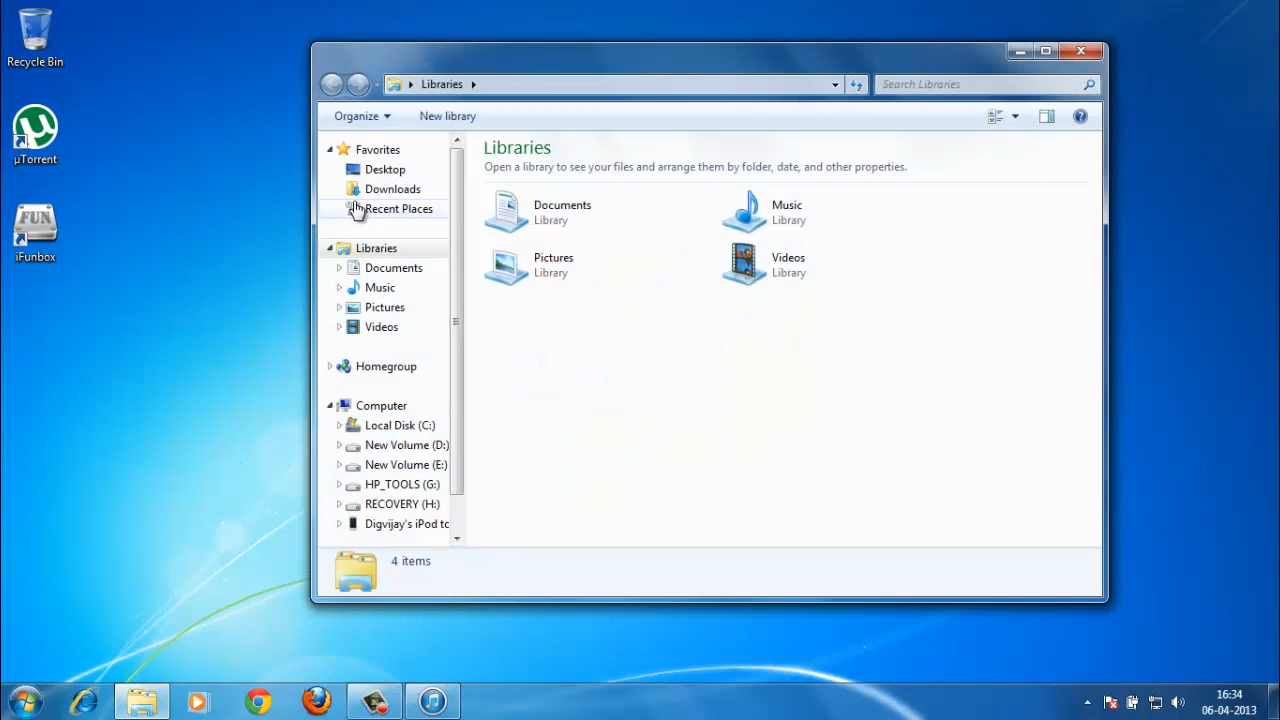 Recycle Bin
µTorrent
FUN
iFunbox
Libraries
Search Libraries
Organize
New library
Favorites
Desktop
Downloads
Recent Places
Libraries
Documents
Music
Pictures
Videos
Homegroup
Computer
Local Disk (C:)
New Volume (D:)
New Volume (E:)
HP_TOOLS (G:)
RECOVERY (H:)
Digvijay's iPod to
Libraries
Open a library to see your files and arrange them by folder, date, and other properties.
Documents
Library
Music
Library
Pictures
Library
Videos
Library
4 items
16:34
06-04-2013